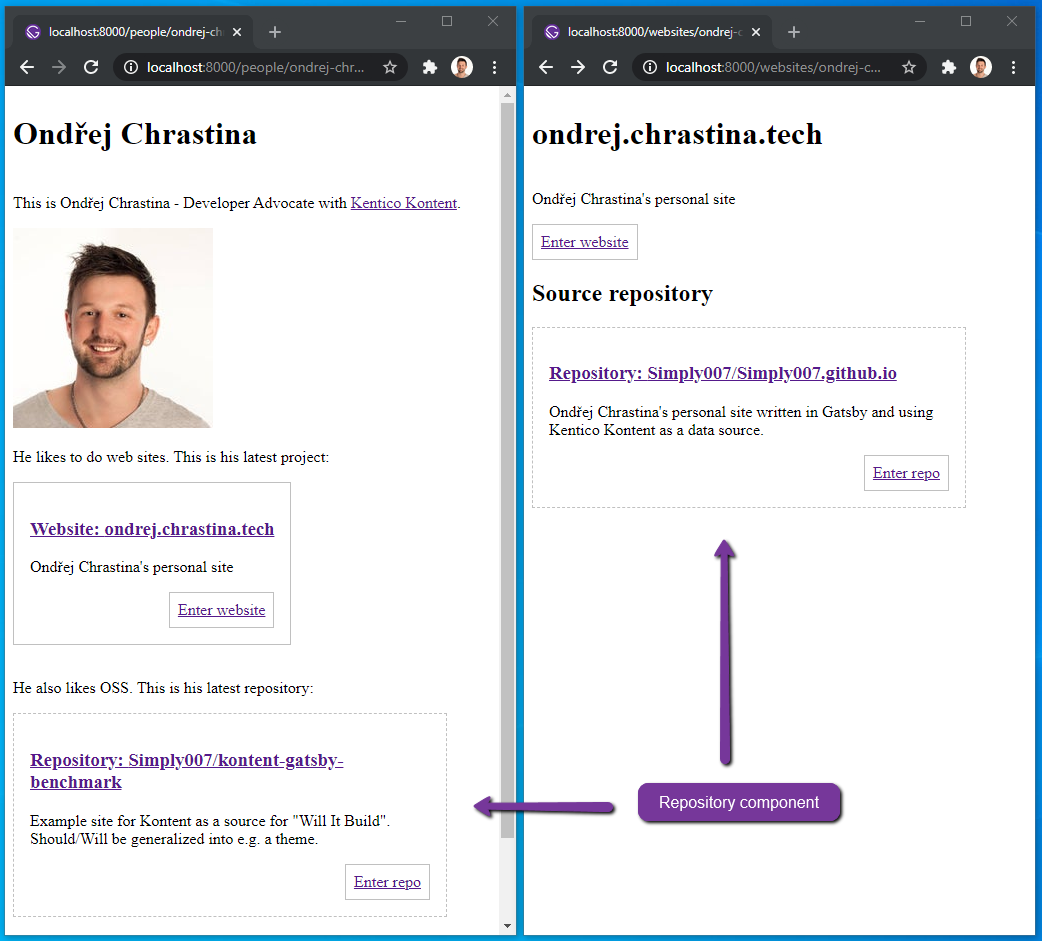 localhost:8000/people/ondrej-ch
localhost:8000/people/ondrej-chr...
Ondřej Chrastina
This is Ondřej Chrastina - Developer Advocate with Kentico Kontent.
He likes to do web sites. This is his latest project:
Website: ondrej.chrastina.tech
Ondřej Chrastina's personal site
Enter website
He also likes OSS. This is his latest repository:
Repository: Simply007/kontent-gatsby-
benchmark
Example site for Kontent as a source for "Will It Build".
Should/Will be generalized into e.g. a theme.
Enter repo
localhost:8000/websites/ondrej-c
localhost:8000/websites/ondrej-c...
ondrej.chrastina.tech
Ondřej Chrastina's personal site
Enter website
Source repository
Repository: Simply007/Simply007.github.io
Ondřej Chrastina's personal site written in Gatsby and using
Kentico Kontent as a data source.
Enter repo
Repository component